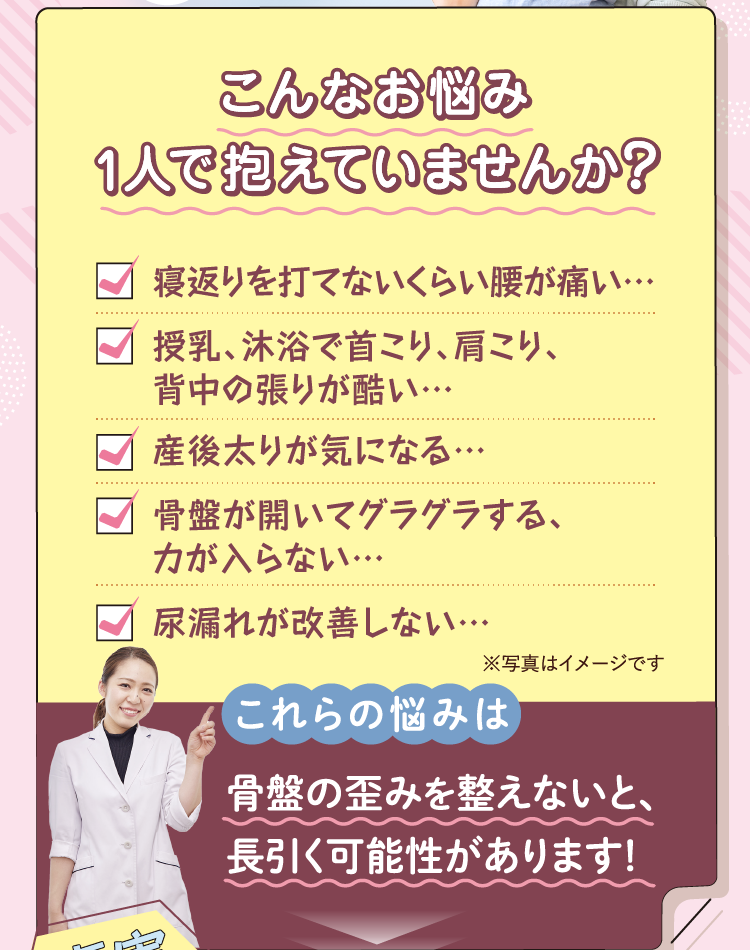 こんなお悩み
1人で抱えていませんか?
寝返りを打てないくらい腰が痛い…
授乳、沐浴で首こり、肩こり、
背中の張りが酷い…
産後太りが気になる…
骨盤が開いてグラグラする、
力が入らない…
尿漏れが改善しない…
※写真はイメージです
これらの悩みは
骨盤の歪みを整えないと、
長引く可能性があります!